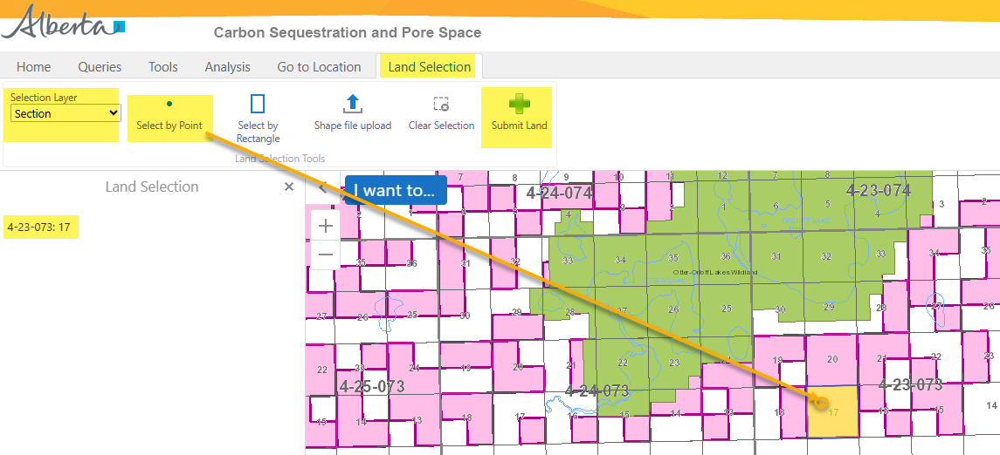 Alberta
Carbon Sequestration and Pore Space
Home Queries Tools Analysis Go to Location Land Selection
Selection Layer
Section
Select by Point
Select by
Rectangle
Shape file upload
Clear Selection
Submit Land
Land Selection Tools
Land Selection
4-23-073: 17
I want to...
7 8 9 10 11 12 7 8
4-24-074 4-23-074
4 3 2 1 6 5 4 3 2
35 36 31 32 33 34 35 36 31 32 33 34 35
Otter-Orloff Lakes Wildland
27 26 25 30 29 28 27 26 25 30 29 28 27
22 23 24 19 20 21 22 23 19 20 21 22 23
4-25-073 4-24-073 4-23-073
15 14 13 18 17 16 15 14 13 18 17 16 15 14